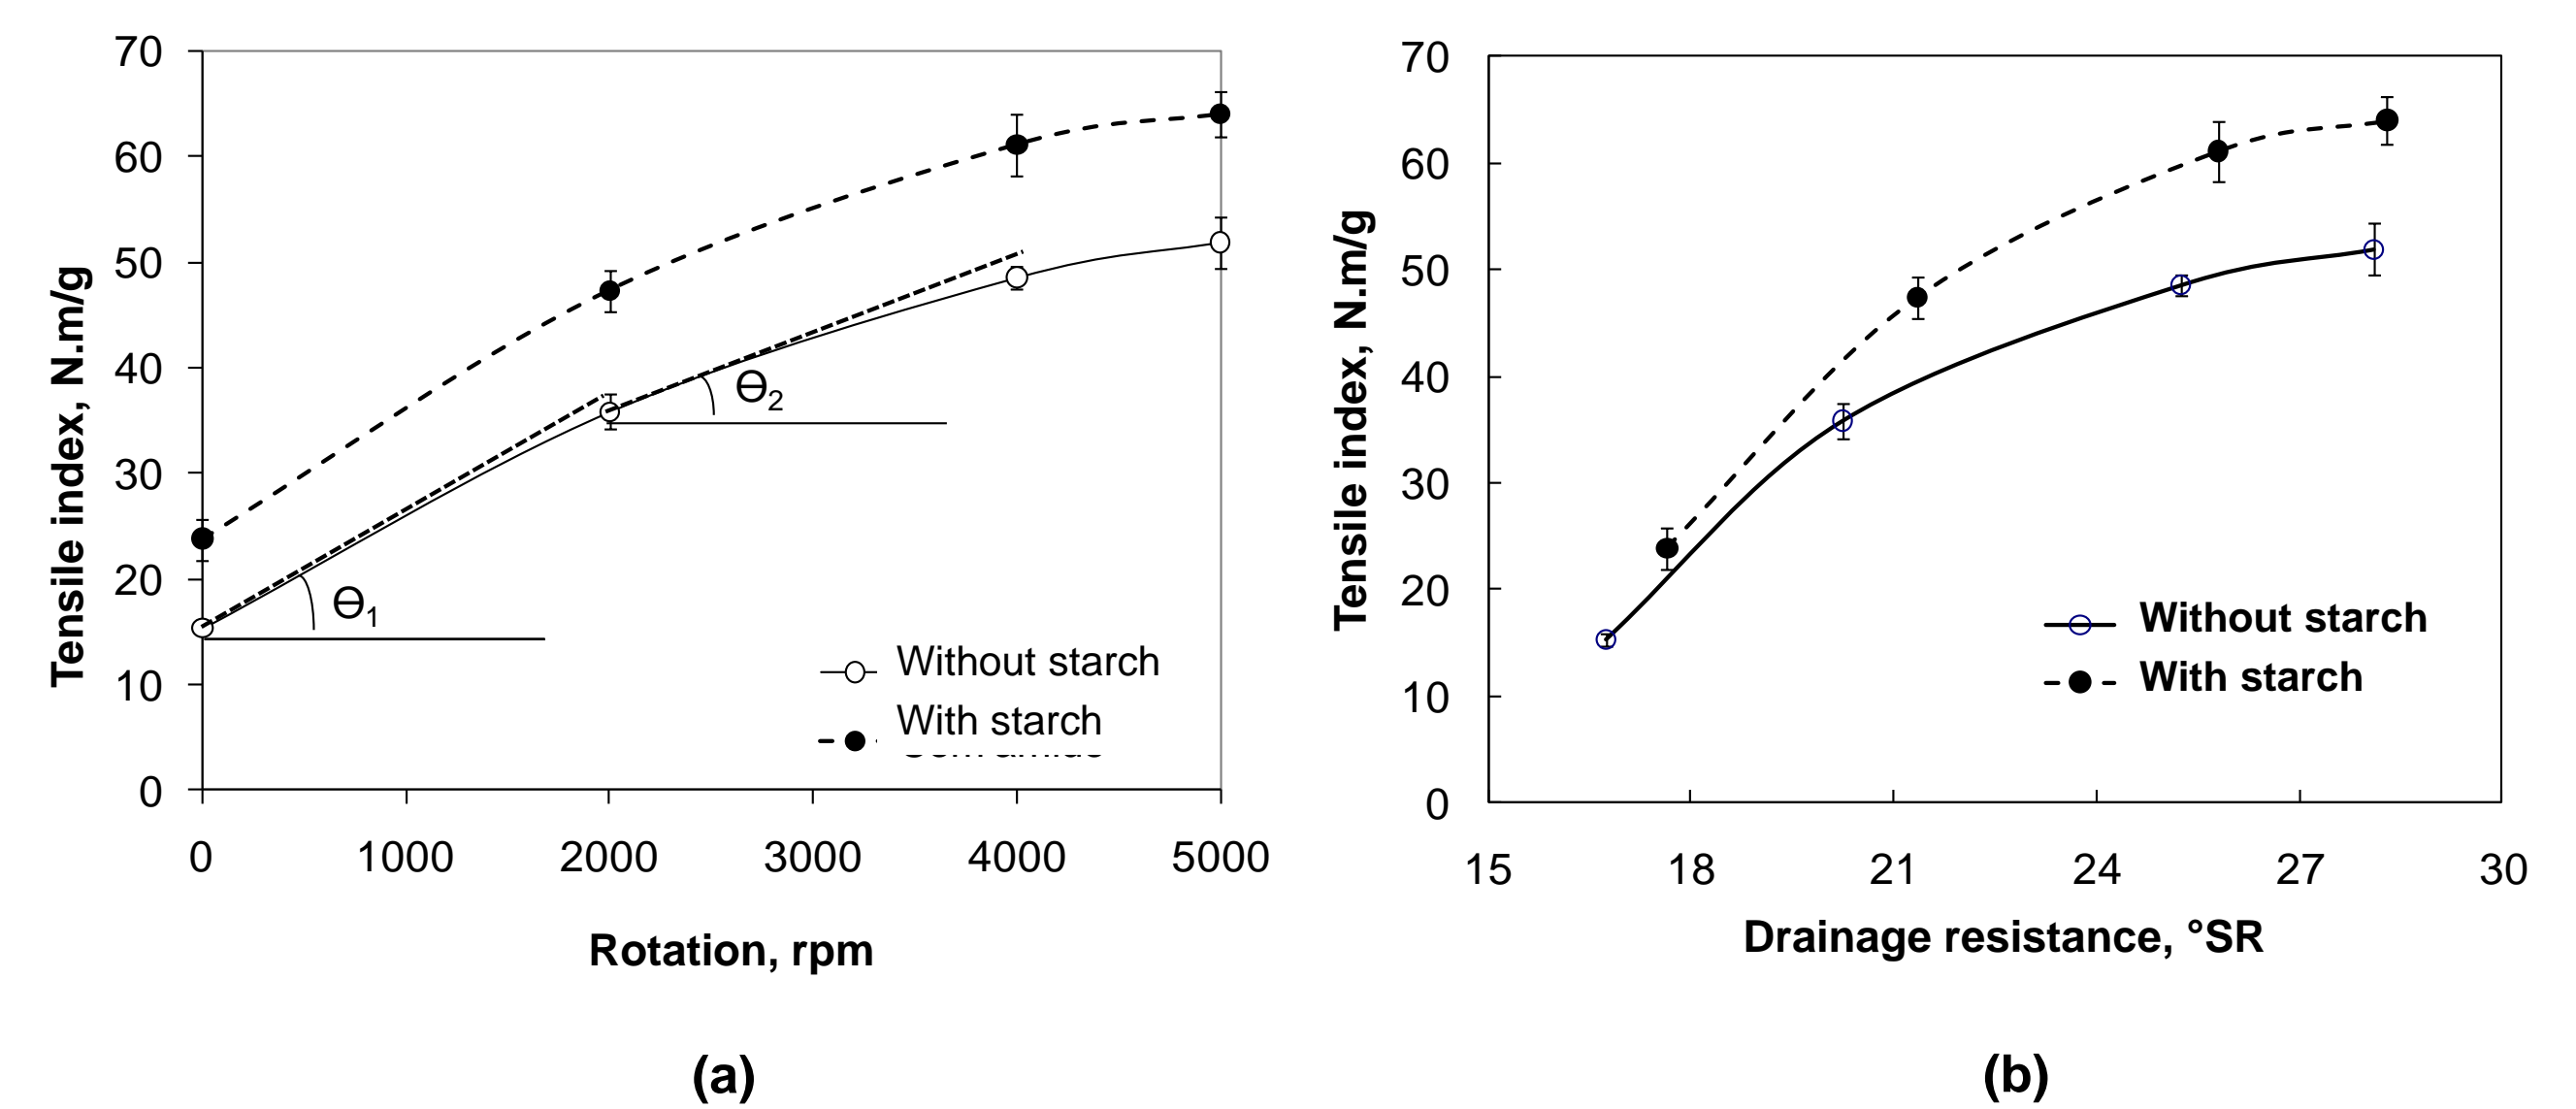 70
60
50
40
30
20
10
0
Tensile index, N.m/g
ϴ1
ϴ2
Without starch
With starch
0 1000 2000 3000 4000 5000
Rotation, rpm
(a)
70
60
50
40
30
20
10
0
Tensile index, N.m/g
Without starch
With starch
15 18 21 24 27 30
Drainage resistance, °SR
(b)